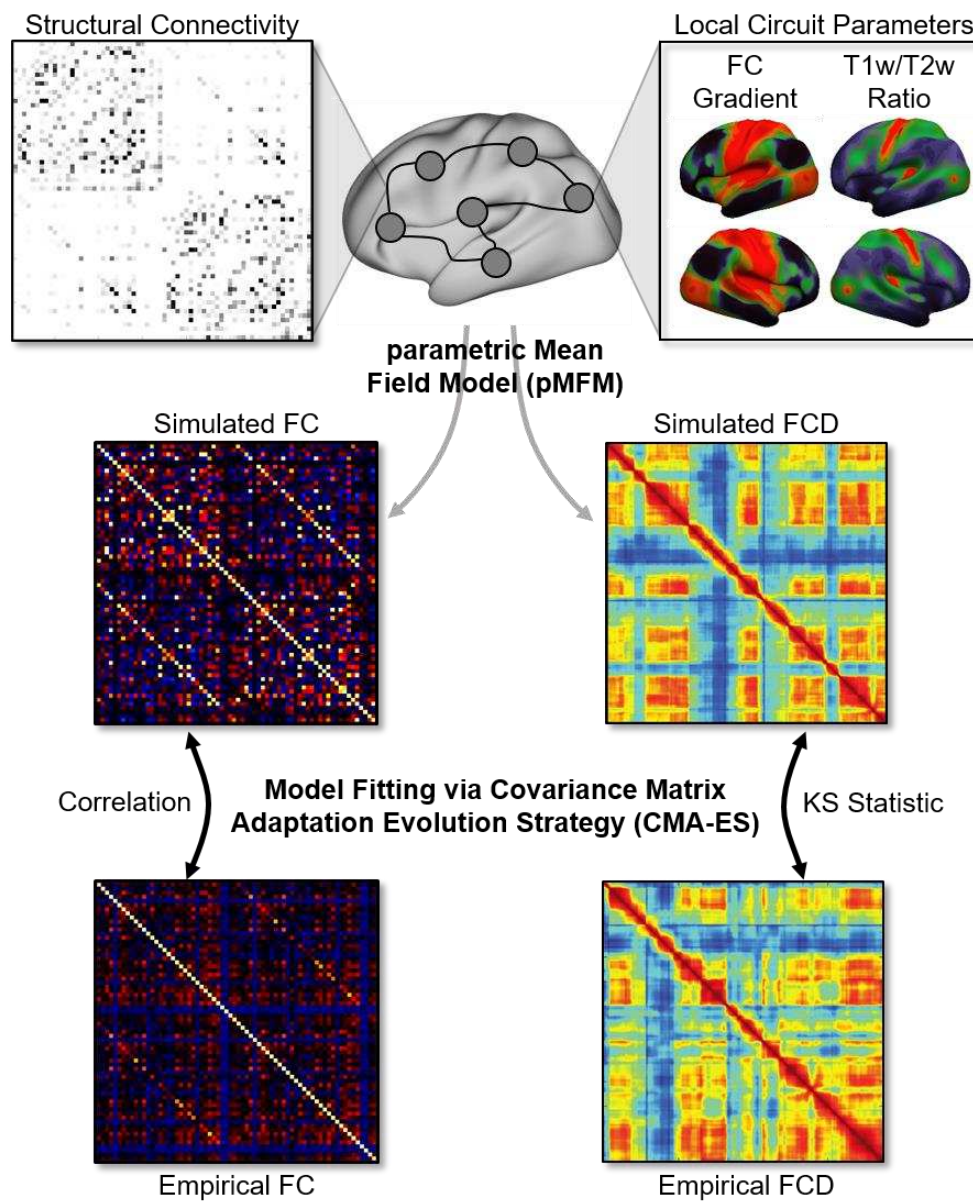 Structural Connectivity
Local Circuit Parameters
FC
Gradient
T1w/T2w
Ratio
parametric Mean
Field Model (pMFM)
Simulated FC
Simulated FCD
Correlation
Model Fitting via Covariance Matrix
Adaptation Evolution Strategy (CMA-ES)
KS Statistic
Empirical FC
Empirical FCD